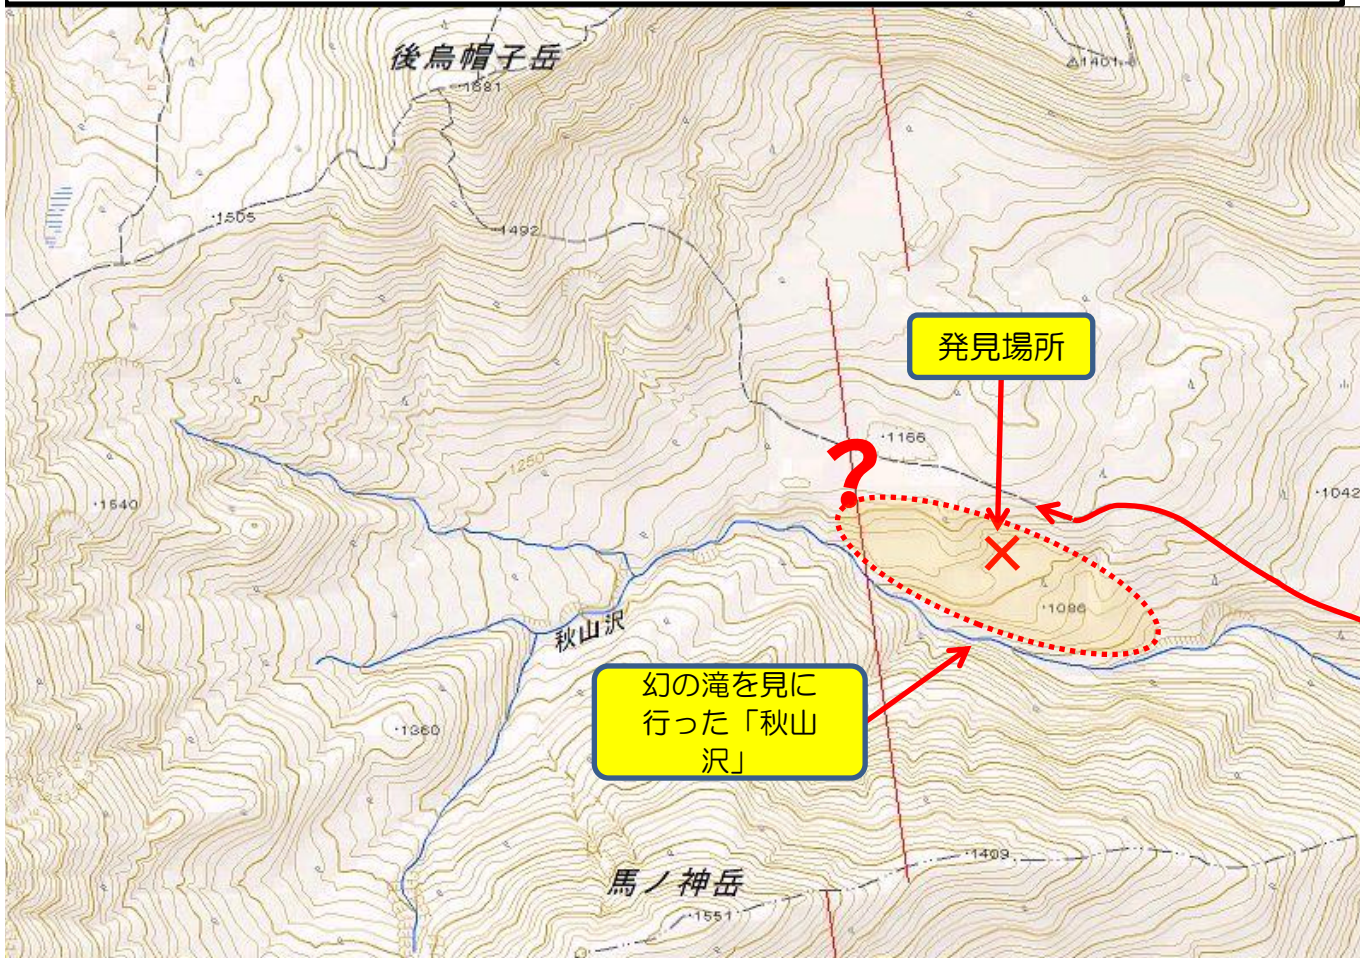 後烏帽子岳
·1681
△1401
·1505
·1492
発見場所
?
·1166
1250
·1540
·1042
×
·1086
秋山沢
幻の滝を見に
行った「秋山
沢」
·1360
·1409
馬ノ神岳
·1551